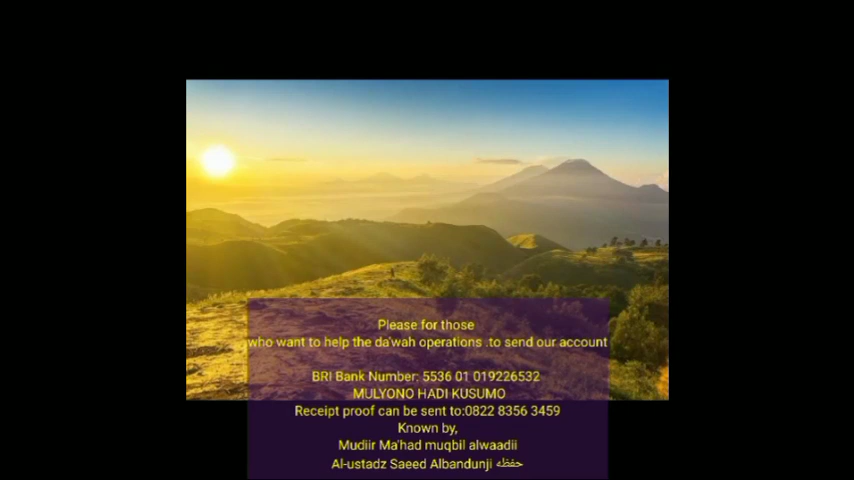 Please for those
who want to help the da'wah operations .to send our account
BRI Bank Number: 5536 01 019226532
MULYONO HADI KUSUMO
Receipt proof can be sent to:0822 8356 3459
Known by,
Mudiir Ma'had muqbil alwaadii
Al-ustadz Saeed Albandunji حفظه